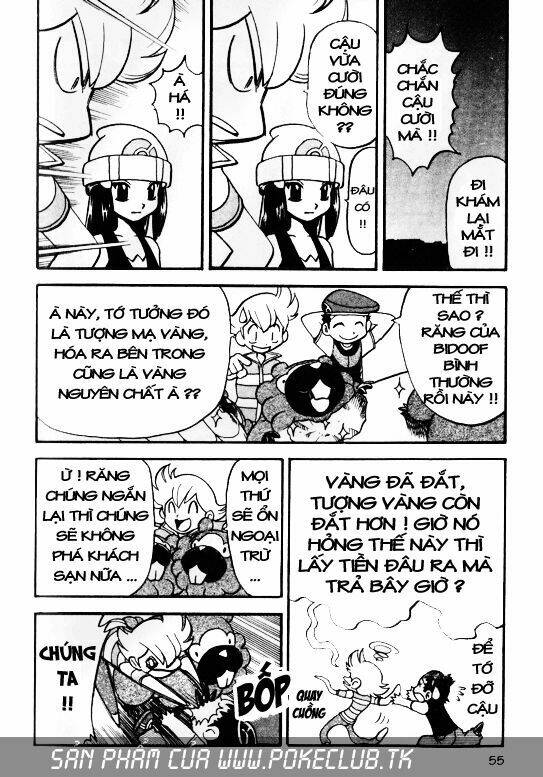 CHẮC
CHẮN
CẬU
CƯỜI
MÀ !!
ĐI
KHÁM
LẠI
MẮT
ĐI !!
CẬU
VỪA
CƯỜI
ĐÚNG
KHÔNG
??
ĐÂU
CÓ !!
À
HÁ
!!
THẾ THÌ
SAO ?
RĂNG CỦA
BIDOOF
BÌNH
THƯỜNG
RỒI NÀY !!
À NÀY, TỚ TƯỞNG ĐÓ
LÀ TƯỢNG MẠ VÀNG,
HÓA RA BÊN TRONG
CŨNG LÀ VÀNG
NGUYÊN CHẤT À ??
VÀNG ĐÃ ĐẮT,
TƯỢNG VÀNG CÒN
ĐẮT HƠN ! GIỜ NÓ
HỎNG THẾ NÀY THÌ
LẤY TIỀN ĐÂU RA MÀ
TRẢ BÂY GIỜ ?
ĐỂ
TỚ
ĐỠ
CẬU
QUAY
CUỒNG
MỌI
THỨ
SẼ ỔN
NGOẠI
TRỪ
...
Ừ ! RĂNG
CHÚNG NGẮN
LẠI THÌ CHÚNG
SẼ KHÔNG
PHÁ KHÁCH
SẠN NỮA ...
CHÚNG
TA
!!
BỐP
SẢN PHẨM CỦA WWW.POKECLUB.TK
55